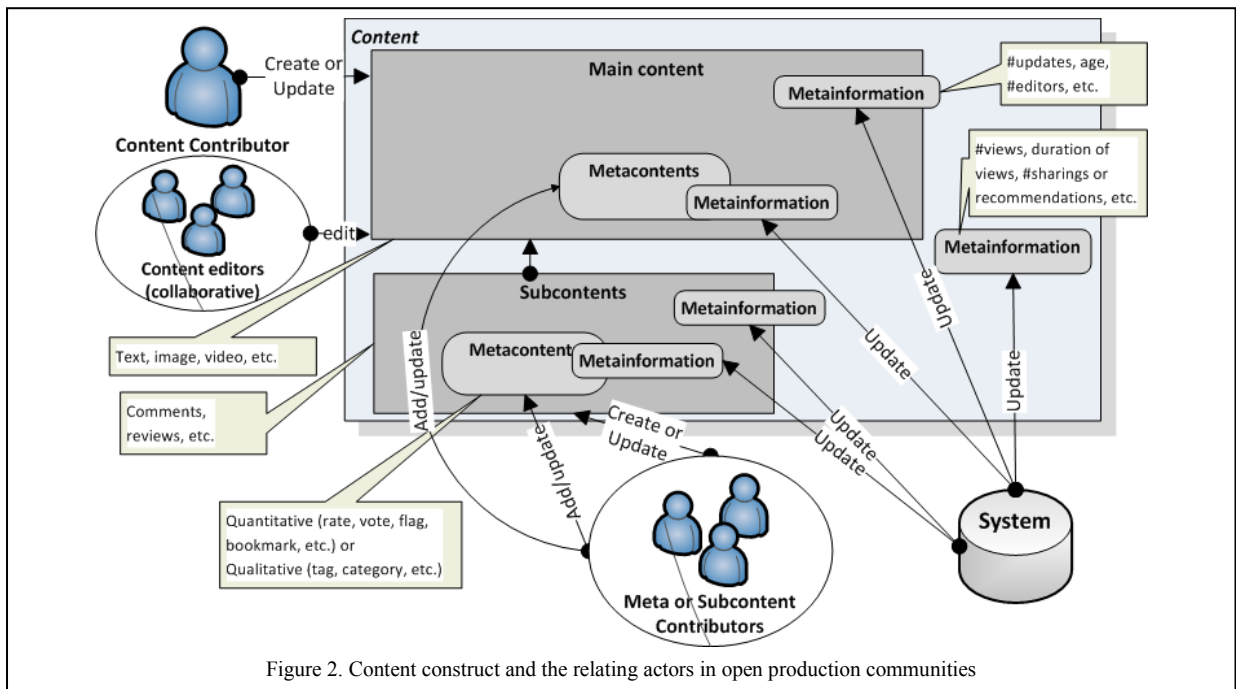 Content
Create or
Update
Main content
Metainformation
#updates, age,
#editors, etc.
Content Contributor
Metacontents
Metainformation
#views, duration of
views, #sharings or
recommendations, etc.
edit
Content editors
(collaborative)
Metainformation
Subcontents
Metainformation
Update
Update
Update
Text, image, video, etc.
Metacontent
Metainformation
Add/update
Comments,
reviews, etc.
Create or
Update
Add/update
Update
Update
Quantitative (rate, vote, flag,
bookmark, etc.) or
Qualitative (tag, category, etc.)
System
Meta or Subcontent
Contributors
Figure 2. Content construct and the relating actors in open production communities